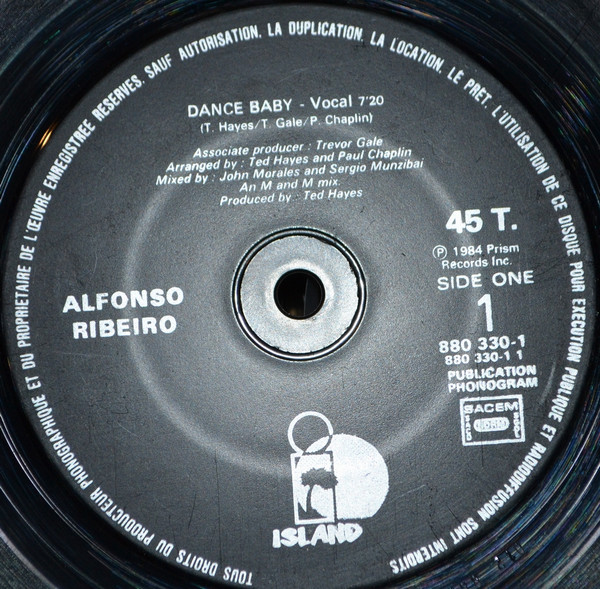 TOUS DROITS DU PRODUCTEUR PHONOGRAPHIQUE ET DU PROPRIETAIRE DE L'ŒUVRE ENREGISTREE RESERVES. SAUF AUTORISATION, LA DUPLICATION, LA LOCATION, LE PRET, L'UTILISATION DE CE DISQUE POUR EXECUTION PUBLIQUE ET RADIODIFFUSION SONT INTERDITS
DANCE BABY - Vocal 7'20
(T. Hayes/T. Gale/P. Chaplin)
Associate producer : Trevor Gale
Arranged by : Ted Hayes and Paul Chaplin
Mixed by : John Morales and Sergio Munzibai
An M and M mix.
Produced by : Ted Hayes
45 T.
Ⓟ 1984 Prism
Records Inc.
SIDE ONE
1
ALFONSO
RIBEIRO
880 330-1
880 330-1 1
PUBLICATION
PHONOGRAM
SACEM
ISLAND